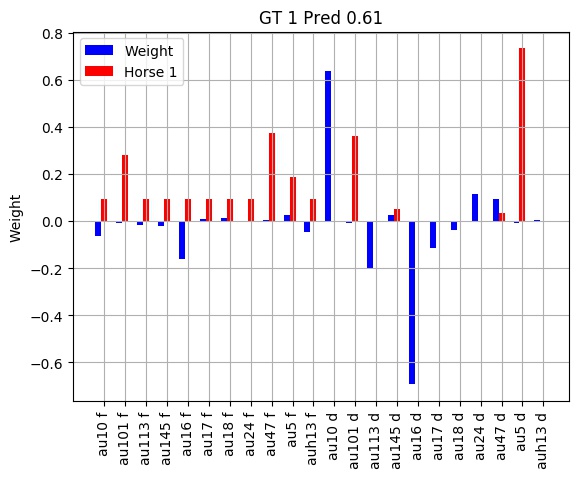 GT 1 Pred 0.61
Weight
Horse 1
Weight
0.8
0.6
0.4
0.2
0.0
−0.2
−0.4
−0.6
au10 f
au101 f
au113 f
au145 f
au16 f
au17 f
au18 f
au24 f
au47 f
au5 f
auh13 f
au10 d
au101 d
au113 d
au145 d
au16 d
au17 d
au18 d
au24 d
au47 d
au5 d
auh13 d